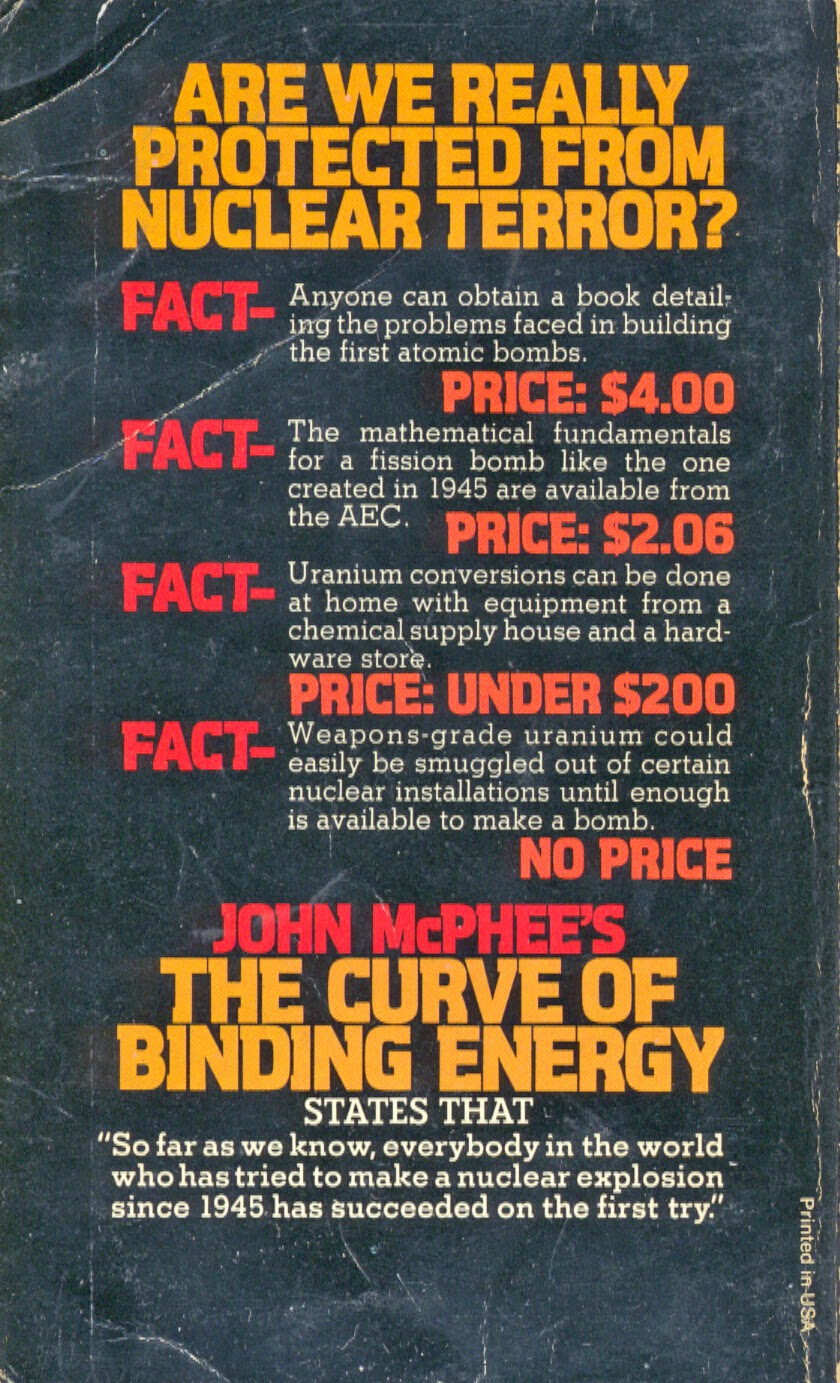 ARE WE REALLY
PROTECTED FROM
NUCLEAR TERROR?
FACT–
Anyone can obtain a book detail-
ing the problems faced in building
the first atomic bombs.
PRICE: $4.00
FACT–
The mathematical fundamentals
for a fission bomb like the one
created in 1945 are available from
the AEC.
PRICE: $2.06
FACT–
Uranium conversions can be done
at home with equipment from a
chemical supply house and a hard-
ware store.
PRICE: UNDER $200
FACT–
Weapons-grade uranium could
easily be smuggled out of certain
nuclear installations until enough
is available to make a bomb.
NO PRICE
JOHN McPHEE'S
THE CURVE OF
BINDING ENERGY
STATES THAT
"So far as we know, everybody in the world
who has tried to make a nuclear explosion
since 1945 has succeeded on the first try."
Printed in USA